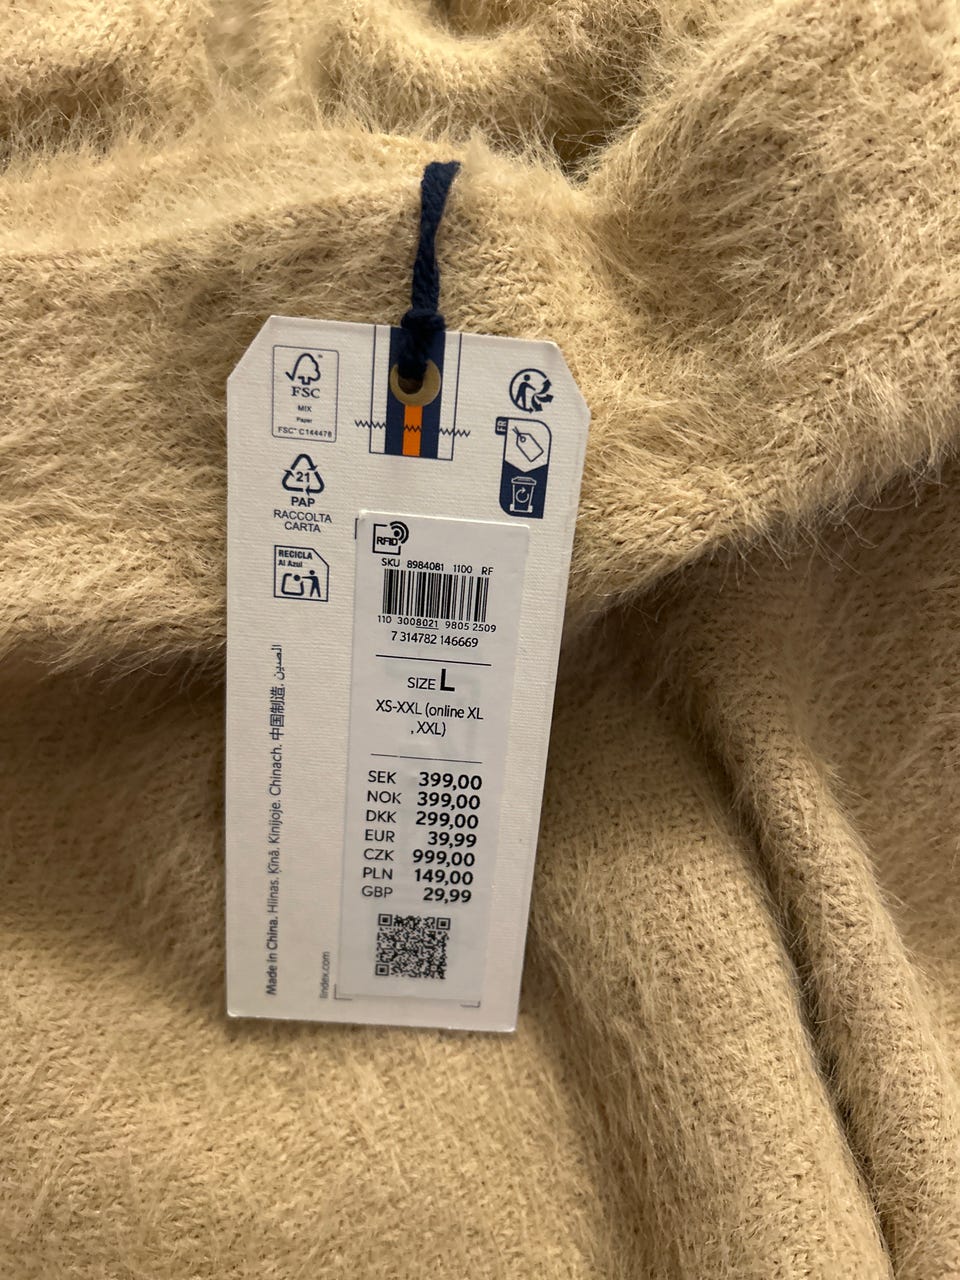 FSC
MIX
Paper
FSC™ C144476
FR
21
PAP
RACCOLTA
CARTA
RECICLA
Al Azul
RFID
SKU 8984081 1100 RF
110 3008021 9805 2509
7 314782 146669
SIZE L
XS-XXL (online XL
, XXL)
SEK 399,00
NOK 399,00
DKK 299,00
EUR 39,99
CZK 999,00
PLN 149,00
GBP 29,99
Made in China. Hiinas. Ķīnā. Kinijoje. Chinach. 中国制造. الصين
lindex.com